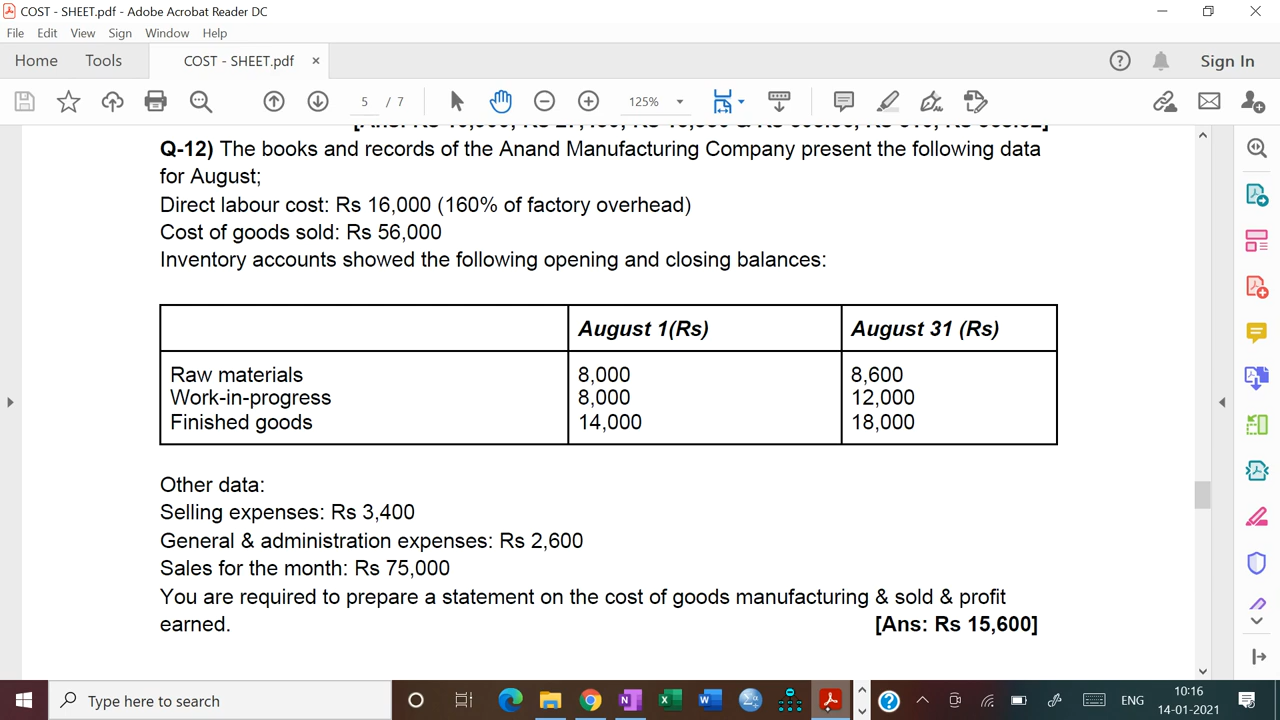 COST - SHEET.pdf - Adobe Acrobat Reader DC
File Edit View Sign Window Help
Home Tools COST - SHEET.pdf × Sign In
5 / 7 125%
Q-12) The books and records of the Anand Manufacturing Company present the following data
for August;
Direct labour cost: Rs 16,000 (160% of factory overhead)
Cost of goods sold: Rs 56,000
Inventory accounts showed the following opening and closing balances:
August 1(Rs) August 31 (Rs)
Raw materials 8,000 8,600
Work-in-progress 8,000 12,000
Finished goods 14,000 18,000
Other data:
Selling expenses: Rs 3,400
General & administration expenses: Rs 2,600
Sales for the month: Rs 75,000
You are required to prepare a statement on the cost of goods manufacturing & sold & profit
earned. [Ans: Rs 15,600]
Type here to search ENG 10:16
14-01-2021